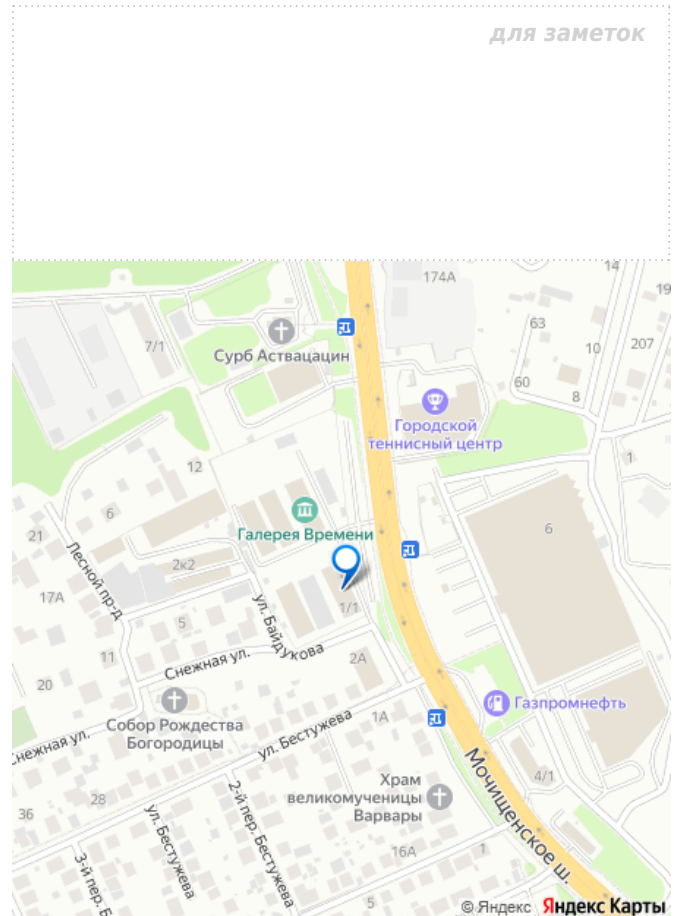 для заметок
14
174А
19
63
10
207
7/1
Сурб Аствацацин
60
8
Городской
теннисный центр
12
1
6
Галерея Времени
21
6
Лесной пр-д
2к2
17А
ул. Байдукова
1/1
5
11
Снежная ул.
2А
20
Газпромнефть
Собор Рождества
Богородицы
1А
ул. Бестужева
нежная ул.
Мочищенское ш.
4/1
Храм
великомученицы
Варвары
28
36
2-й пер. Бестужева
ул. Бестужева
16А
1
3-й пер. Б
5
© Яндекс Яндекс Карты